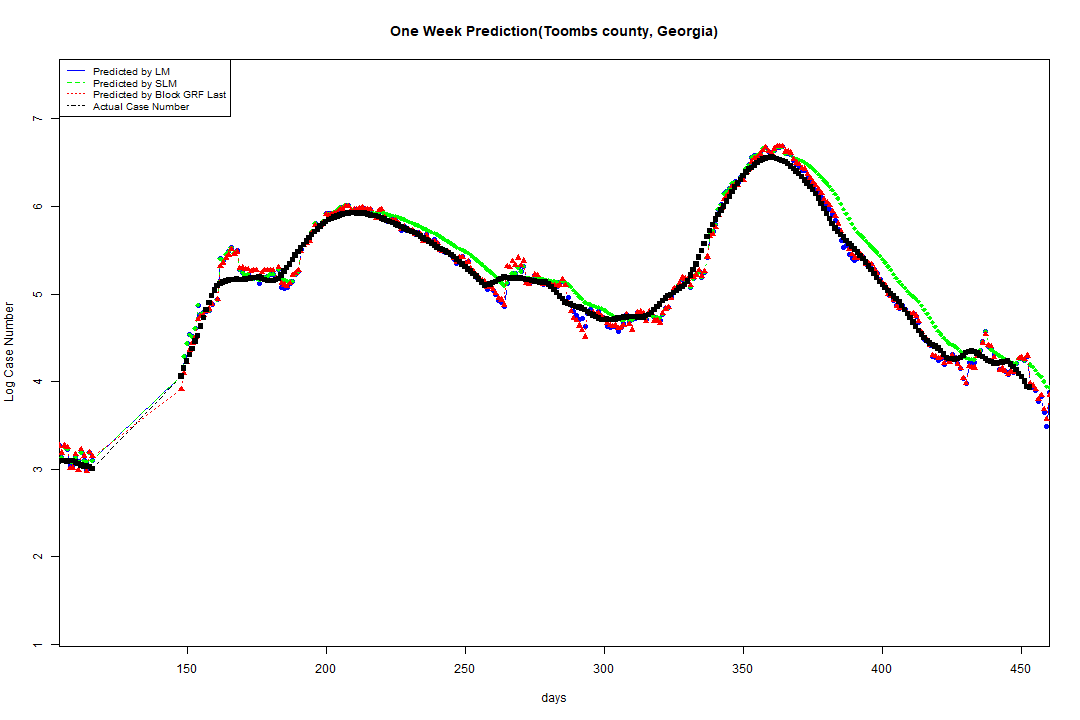 One Week Prediction(Toombs county, Georgia)
Predicted by LM
Predicted by SLM
Predicted by Block GRF Last
Actual Case Number
Log Case Number
7
6
5
4
3
2
1
150 200 250 300 350 400 450
days